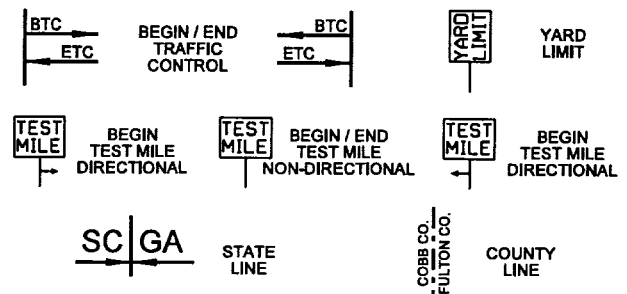 BTC
ETC
BEGIN / END
TRAFFIC
CONTROL
BTC
ETC
YARD
LIMIT
YARD
LIMIT
TEST
MILE
BEGIN
TEST MILE
DIRECTIONAL
TEST
MILE
BEGIN / END
TEST MILE
NON-DIRECTIONAL
TEST
MILE
BEGIN
TEST MILE
DIRECTIONAL
SC GA
STATE
LINE
COBB CO.
FULTON CO.
COUNTY
LINE